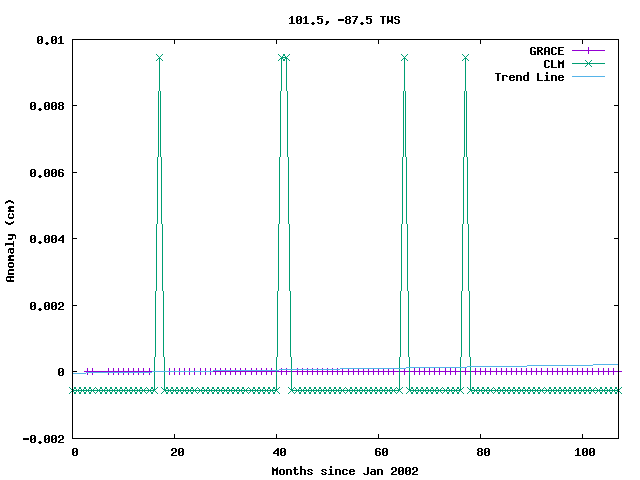 101.5, -87.5 TWS
0.01
GRACE
CLM
Trend Line
0.008
0.006
0.004
0.002
0
-0.002
Anomaly (cm)
0 20 40 60 80 100
Months since Jan 2002